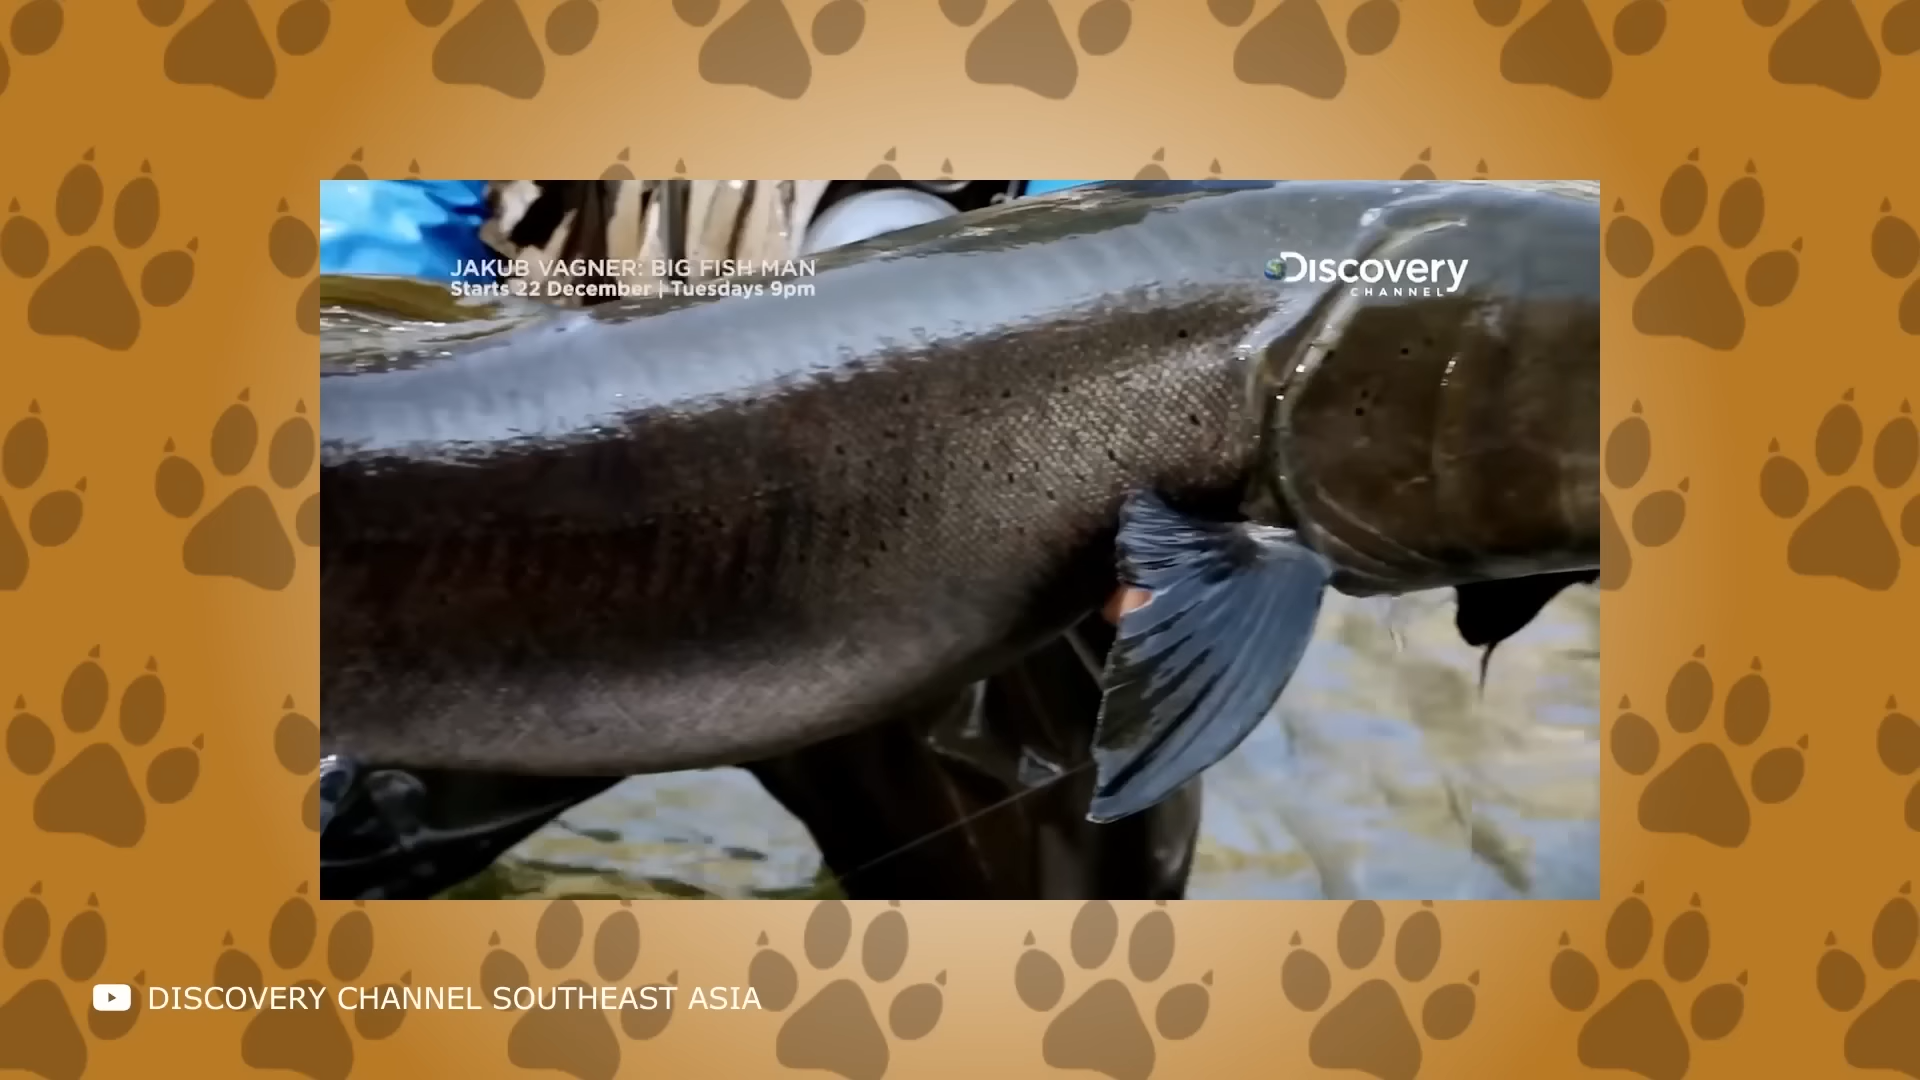 JAKUB VAGNER: BIG FISH MAN
Starts 22 December | Tuesdays 9pm
Discovery
CHANNEL
DISCOVERY CHANNEL SOUTHEAST ASIA